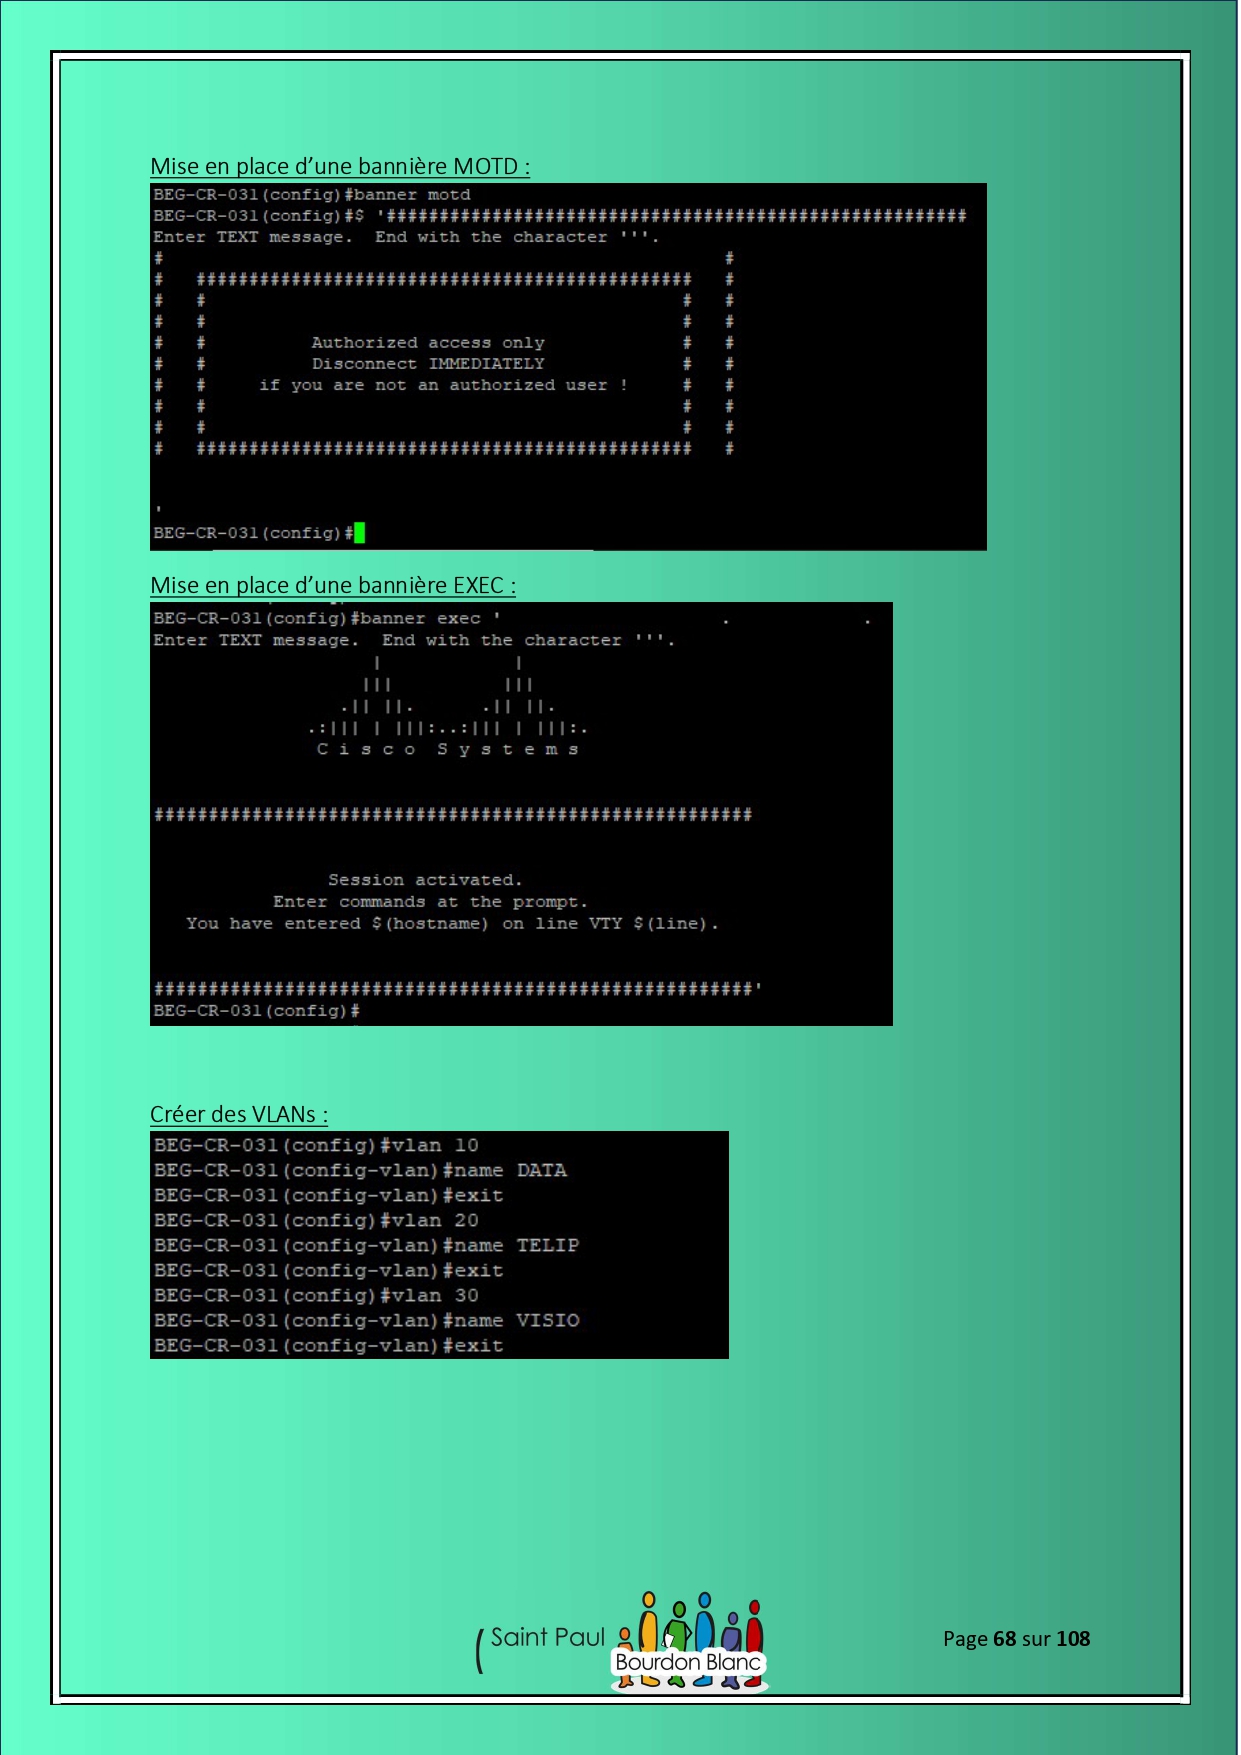 Mise en place d’une bannière MOTD :
BEG-CR-031(config)#banner motd
BEG-CR-031(config)#$ '#######################################################
Enter TEXT message.  End with the character '''.
#                                                     #
#   ###############################################   #
#   #                                             #   #
#   #                                             #   #
#   #          Authorized access only             #   #
#   #          Disconnect IMMEDIATELY             #   #
#   #     if you are not an authorized user !     #   #
#   #                                             #   #
#   #                                             #   #
#   ###############################################   #
'
BEG-CR-031(config)#
Mise en place d’une bannière EXEC :
BEG-CR-031(config)#banner exec '                     .            .
Enter TEXT message.  End with the character '''.
                    |            |
                   |||          |||
                 .|| ||.      .|| ||.
              .:||| | |||:..:||| | |||:.
               C i s c o  S y s t e m s
#######################################################
                Session activated.
           Enter commands at the prompt.
   You have entered $(hostname) on line VTY $(line).
#######################################################'
BEG-CR-031(config)#
Créer des VLANs :
BEG-CR-031(config)#vlan 10
BEG-CR-031(config-vlan)#name DATA
BEG-CR-031(config-vlan)#exit
BEG-CR-031(config)#vlan 20
BEG-CR-031(config-vlan)#name TELIP
BEG-CR-031(config-vlan)#exit
BEG-CR-031(config)#vlan 30
BEG-CR-031(config-vlan)#name VISIO
BEG-CR-031(config-vlan)#exit
Saint Paul
Bourdon Blanc
Page 68 sur 108